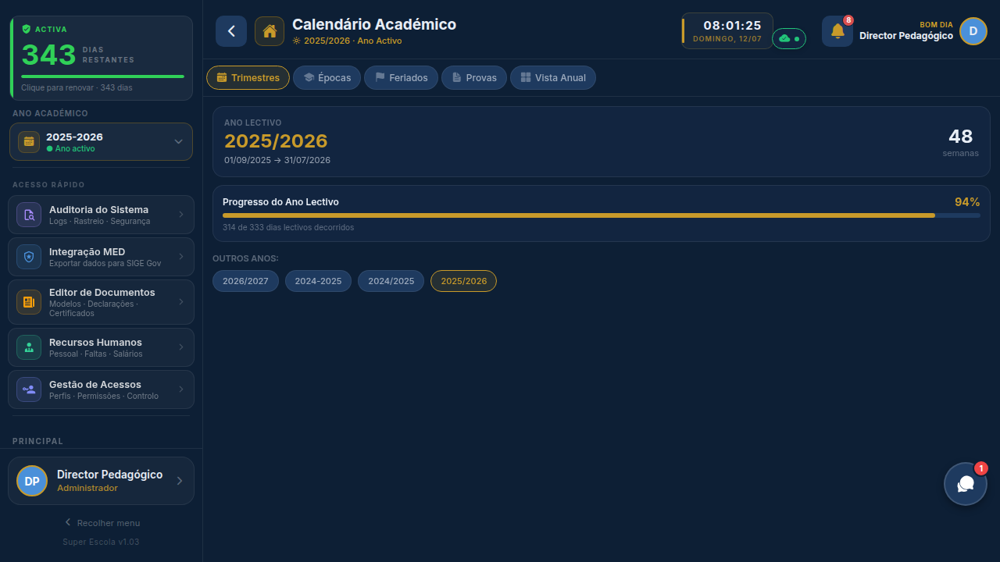 ACTIVA
343 DIAS RESTANTES
Clique para renovar · 343 dias
ANO ACADÉMICO
2025-2026
Ano activo
ACESSO RÁPIDO
Auditoria do Sistema
Logs · Rastreio · Segurança
Integração MED
Exportar dados para SIGE Gov
Editor de Documentos
Modelos · Declarações ·
Certificados
Recursos Humanos
Pessoal · Faltas · Salários
Gestão de Acessos
Perfis · Permissões · Controlo
PRINCIPAL
DP
Director Pedagógico
Administrador
Recolher menu
Super Escola v1.03
Calendário Académico
2025/2026 · Ano Activo
08:01:25
DOMINGO, 12/07
8
BOM DIA
Director Pedagógico
D
Trimestres
Épocas
Feriados
Provas
Vista Anual
ANO LECTIVO
2025/2026
01/09/2025 → 31/07/2026
48
semanas
Progresso do Ano Lectivo
94%
314 de 333 dias lectivos decorridos
OUTROS ANOS:
2026/2027
2024-2025
2024/2025
2025/2026
1